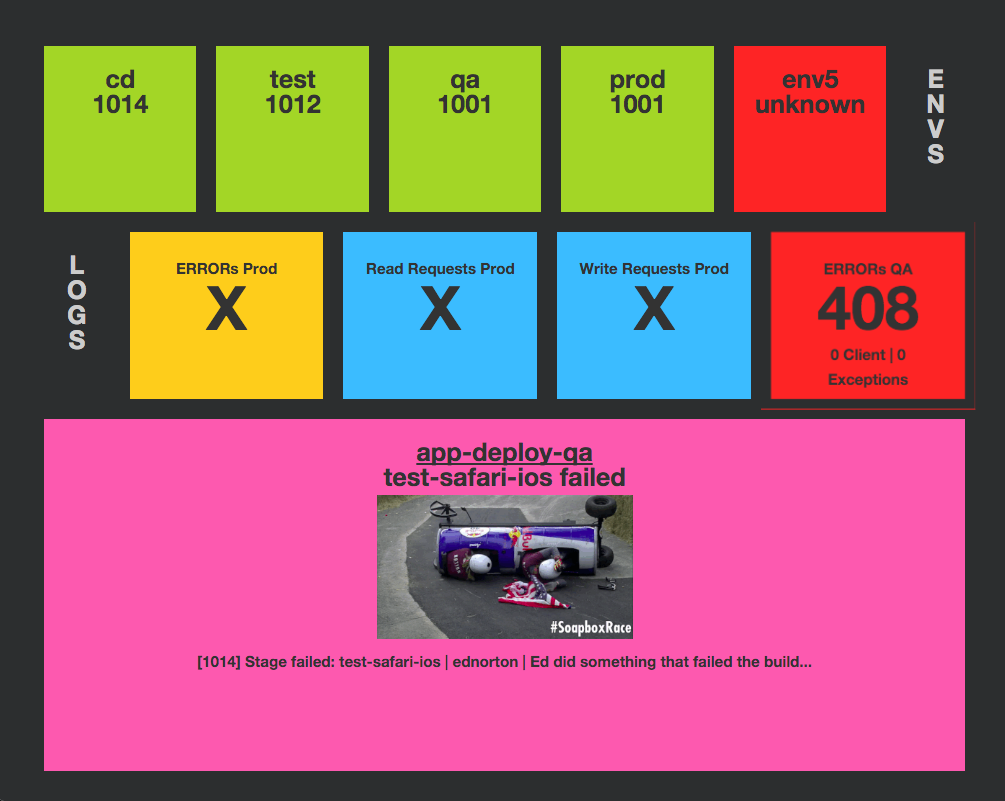 cd
1014
test
1012
qa
1001
prod
1001
env5
unknown
E
N
V
S
L
O
G
S
ERRORs Prod
X
Read Requests Prod
X
Write Requests Prod
X
ERRORs QA
408
0 Client | 0
Exceptions
app-deploy-qa
test-safari-ios failed
#SoapboxRace
[1014] Stage failed: test-safari-ios | ednorton | Ed did something that failed the build...